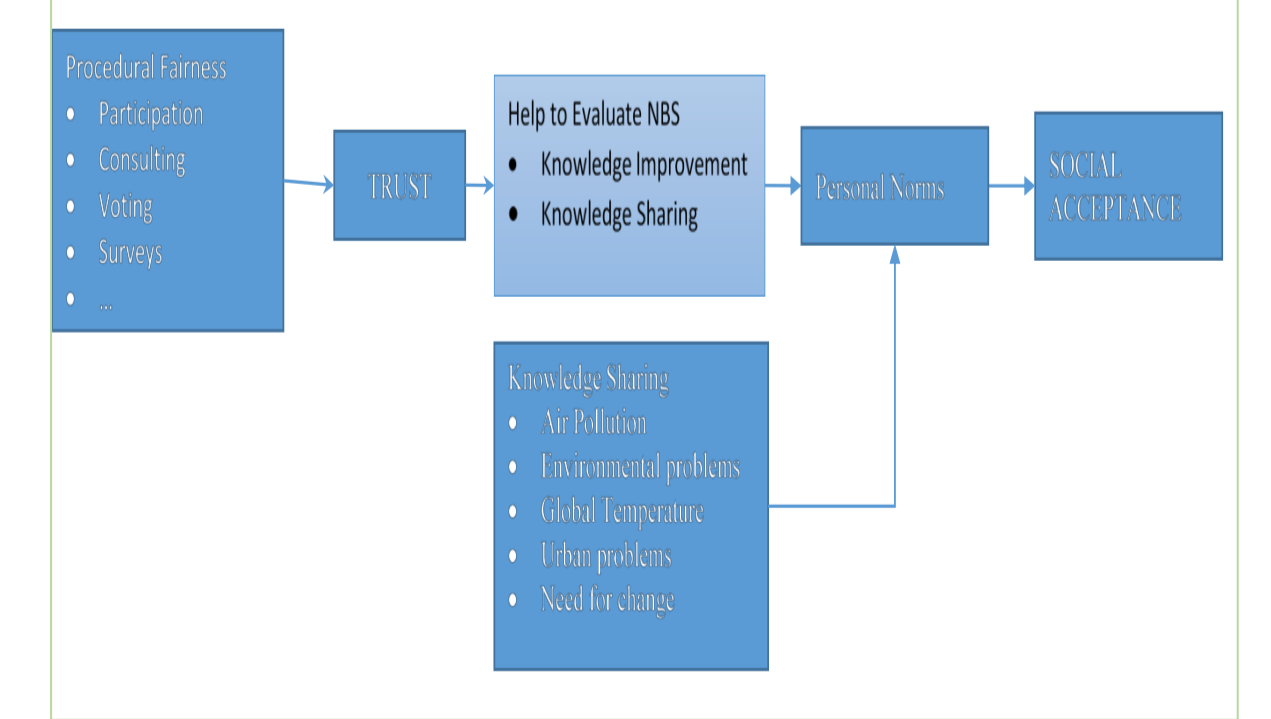 Procedural Fairness
• Participation
• Consulting
• Voting
• Surveys
• ...
TRUST
Help to Evaluate NBS
• Knowledge Improvement
• Knowledge Sharing
Personal Norms
SOCIAL
ACCEPTANCE
Knowledge Sharing
• Air Pollution
• Environmental problems
• Global Temperature
• Urban problems
• Need for change